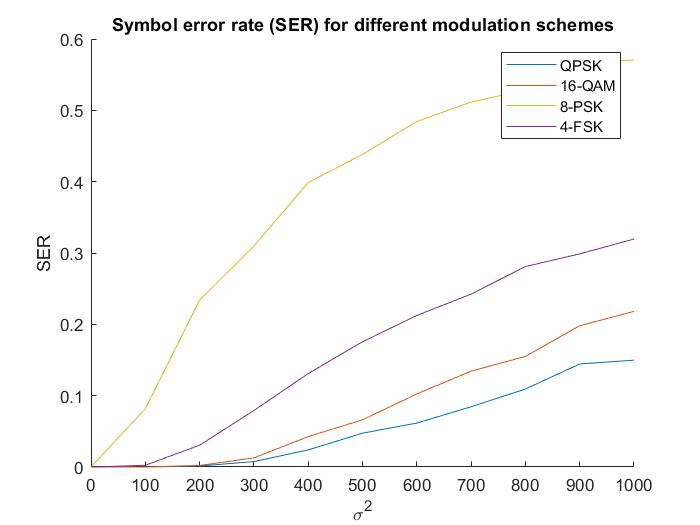 Symbol error rate (SER) for different modulation schemes
0.6
0.5
0.4
0.3
0.2
0.1
0
SER
QPSK
16-QAM
8-PSK
4-FSK
0 100 200 300 400 500 600 700 800 900 1000
σ²